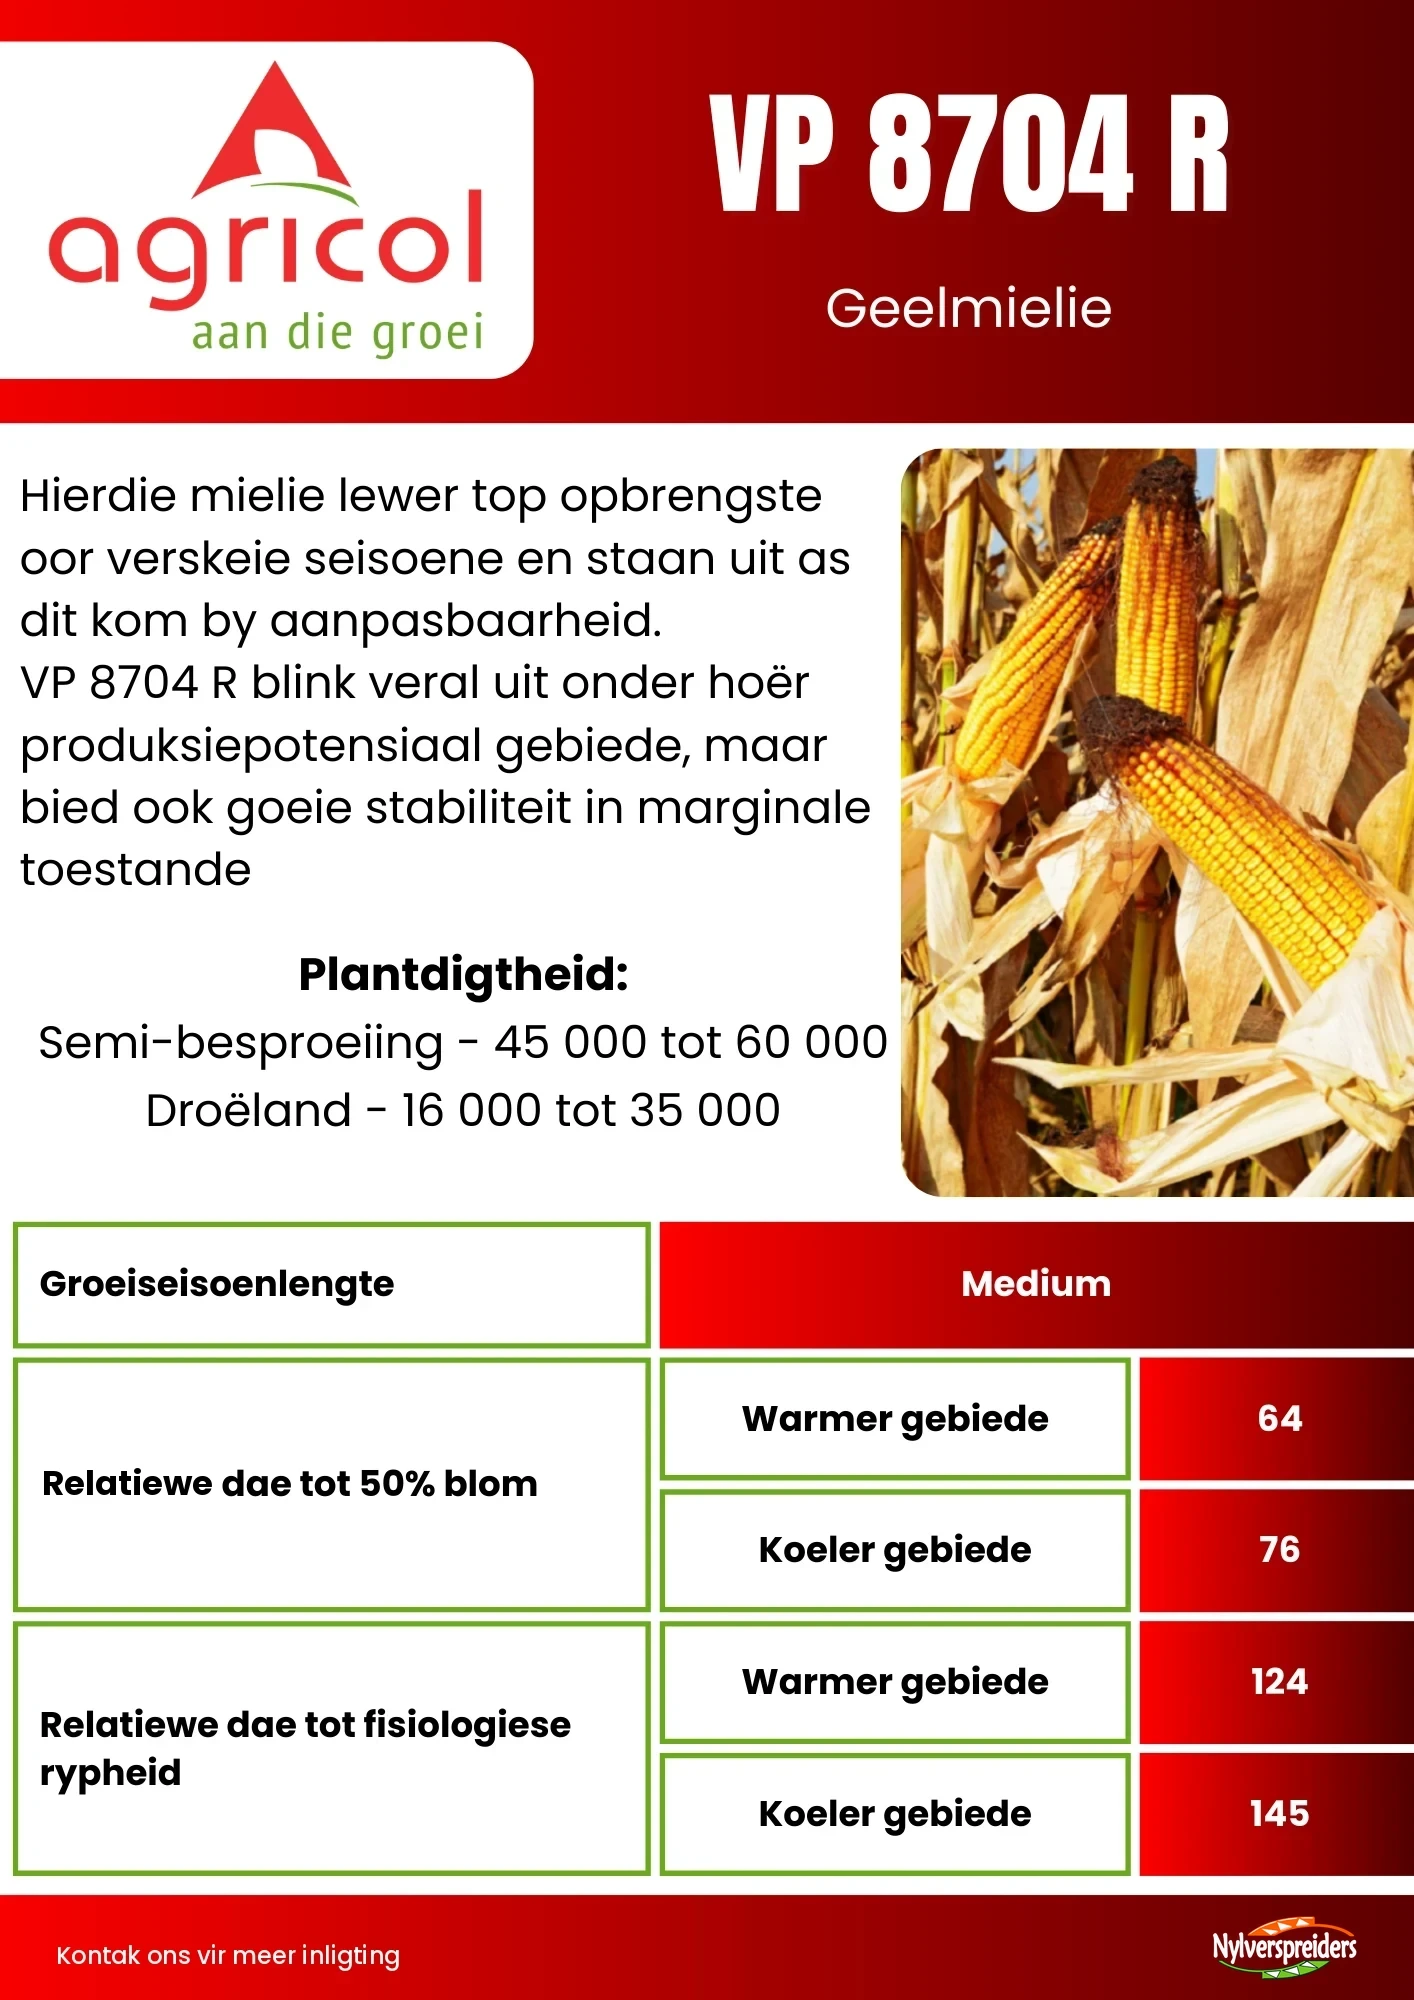 agricol
aan die groei
VP 8704 R
Geelmielie
Hierdie mielie lewer top opbrengste
oor verskeie seisoene en staan uit as
dit kom by aanpasbaarheid.
VP 8704 R blink veral uit onder hoër
produksiepotensiaal gebiede, maar
bied ook goeie stabiliteit in marginale
toestande
Plantdigtheid:
Semi-besproeiing - 45 000 tot 60 000
Droëland - 16 000 tot 35 000
Groeiseisoenlengte
Medium
Relatiewe dae tot 50% blom
Warmer gebiede
64
Koeler gebiede
76
Relatiewe dae tot fisiologiese
rypheid
Warmer gebiede
124
Koeler gebiede
145
Kontak ons vir meer inligting
Nylverspreiders